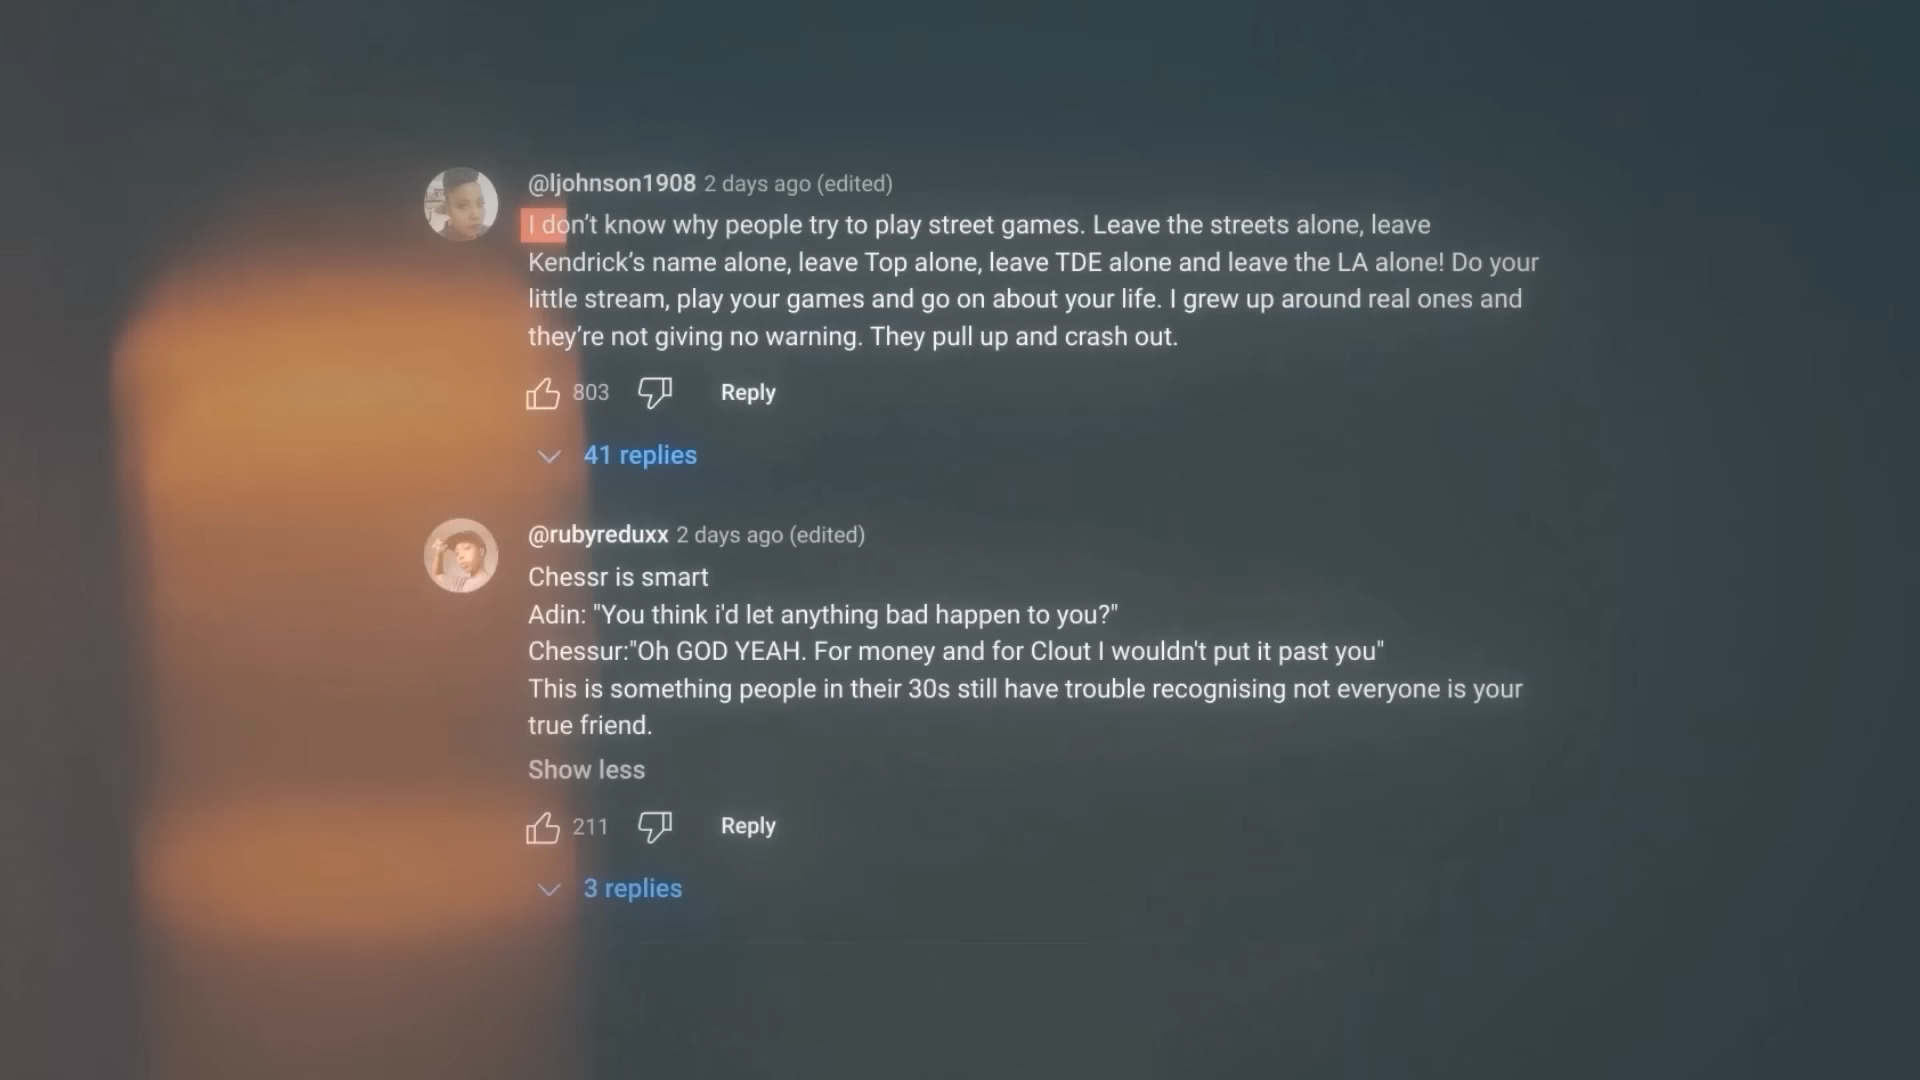 @ljohnson1908 2 days ago (edited)
I don’t know why people try to play street games. Leave the streets alone, leave
Kendrick’s name alone, leave Top alone, leave TDE alone and leave the LA alone! Do your
little stream, play your games and go on about your life. I grew up around real ones and
they’re not giving no warning. They pull up and crash out.
803 Reply
41 replies
@rubyreduxx 2 days ago (edited)
Chessr is smart
Adin: "You think i'd let anything bad happen to you?"
Chessur:"Oh GOD YEAH. For money and for Clout I wouldn't put it past you"
This is something people in their 30s still have trouble recognising not everyone is your
true friend.
Show less
211 Reply
3 replies